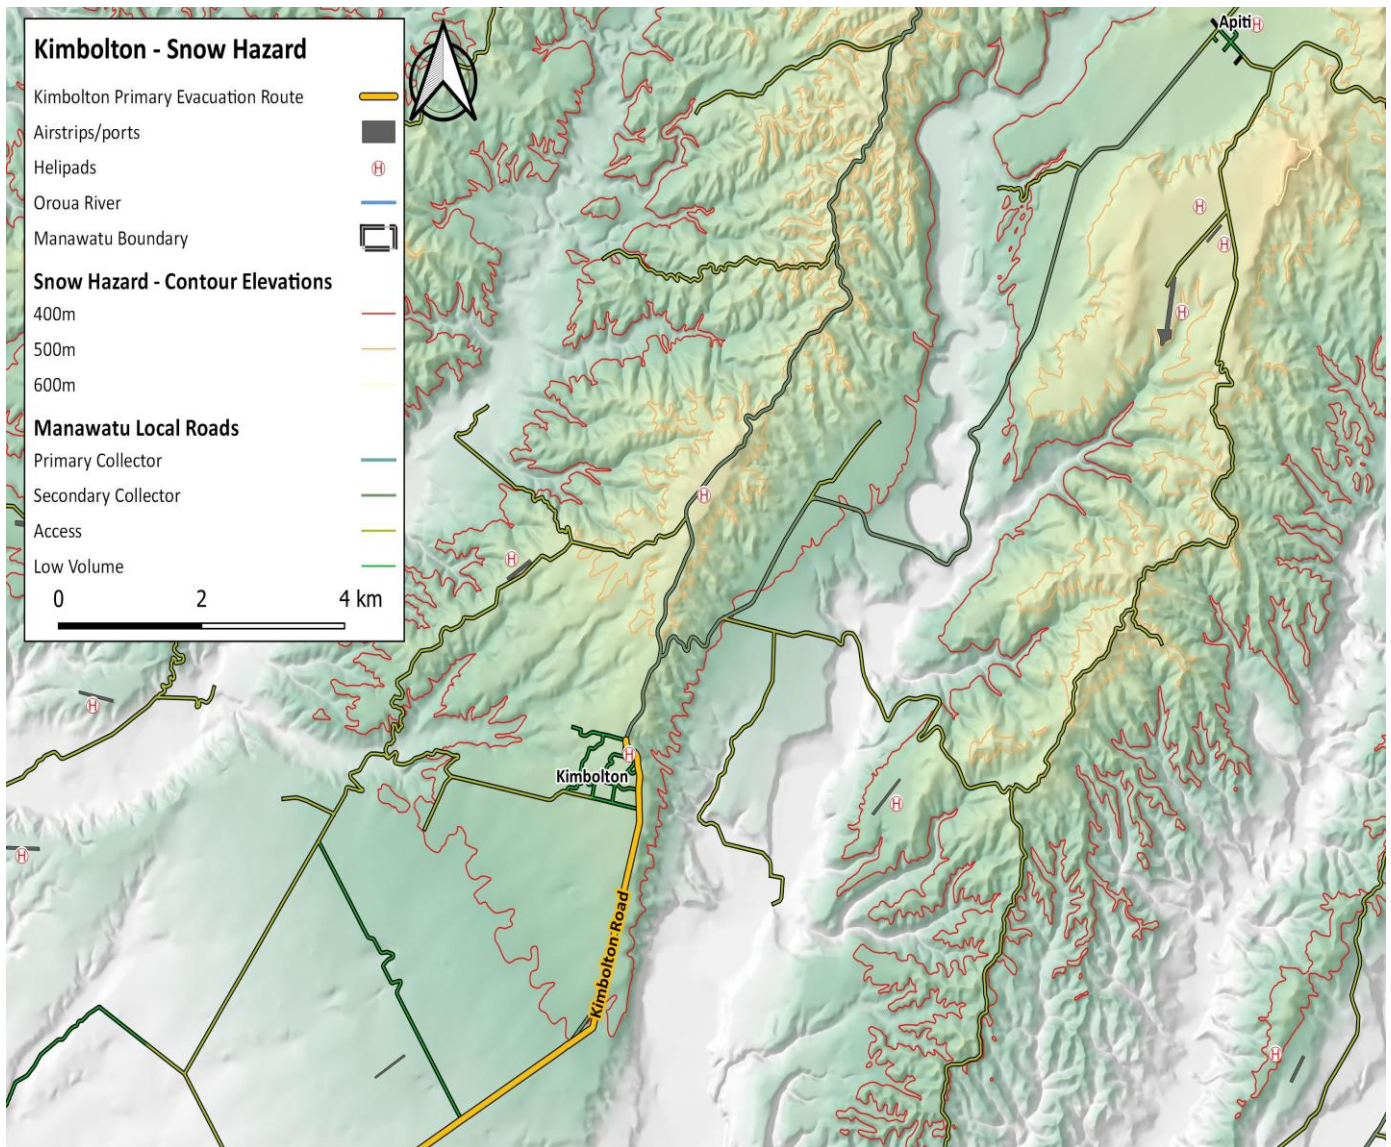 Kimbolton - Snow Hazard
Kimbolton Primary Evacuation Route
Airstrips/ports
Helipads
H
Oroua River
Manawatu Boundary
Snow Hazard - Contour Elevations
400m
500m
600m
Manawatu Local Roads
Primary Collector
Secondary Collector
Access
Low Volume
0 2 4 km
Apiti
H
H
H
H
H
H
H
H
Kimbolton
H
H
H
Kimbolton Road